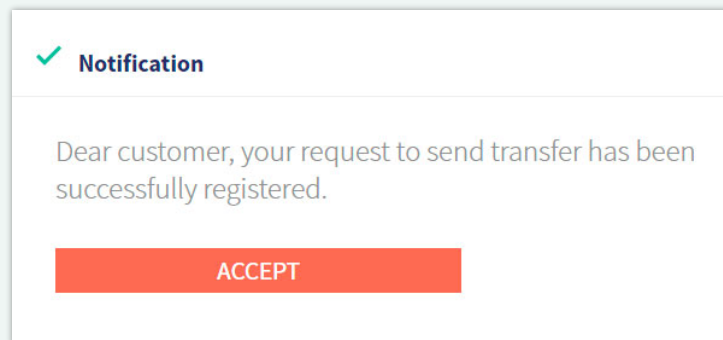 Notification
Dear customer, your request to send transfer has been
successfully registered.
ACCEPT